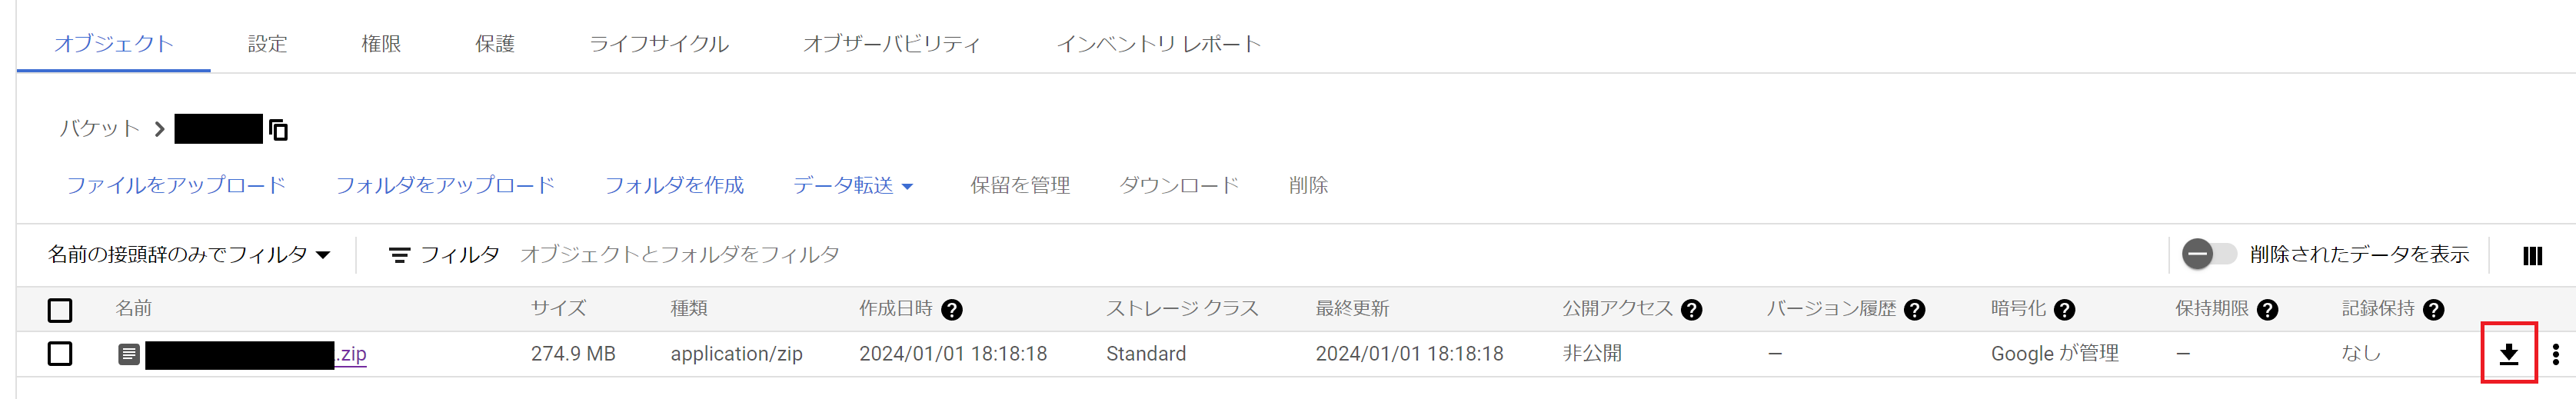 オブジェクト 設定 権限 保護 ライフサイクル オブザーバビリティ インベントリ レポート
バケット
ファイルをアップロード フォルダをアップロード フォルダを作成 データ転送 保留を管理 ダウンロード 削除
名前の接頭辞のみでフィルタ フィルタ オブジェクトとフォルダをフィルタ 削除されたデータを表示
名前 サイズ 種類 作成日時 ストレージ クラス 最終更新 公開アクセス バージョン履歴 暗号化 保持期限 記録保持
.zip 274.9 MB application/zip 2024/01/01 18:18:18 Standard 2024/01/01 18:18:18 非公開 — Google が管理 — なし